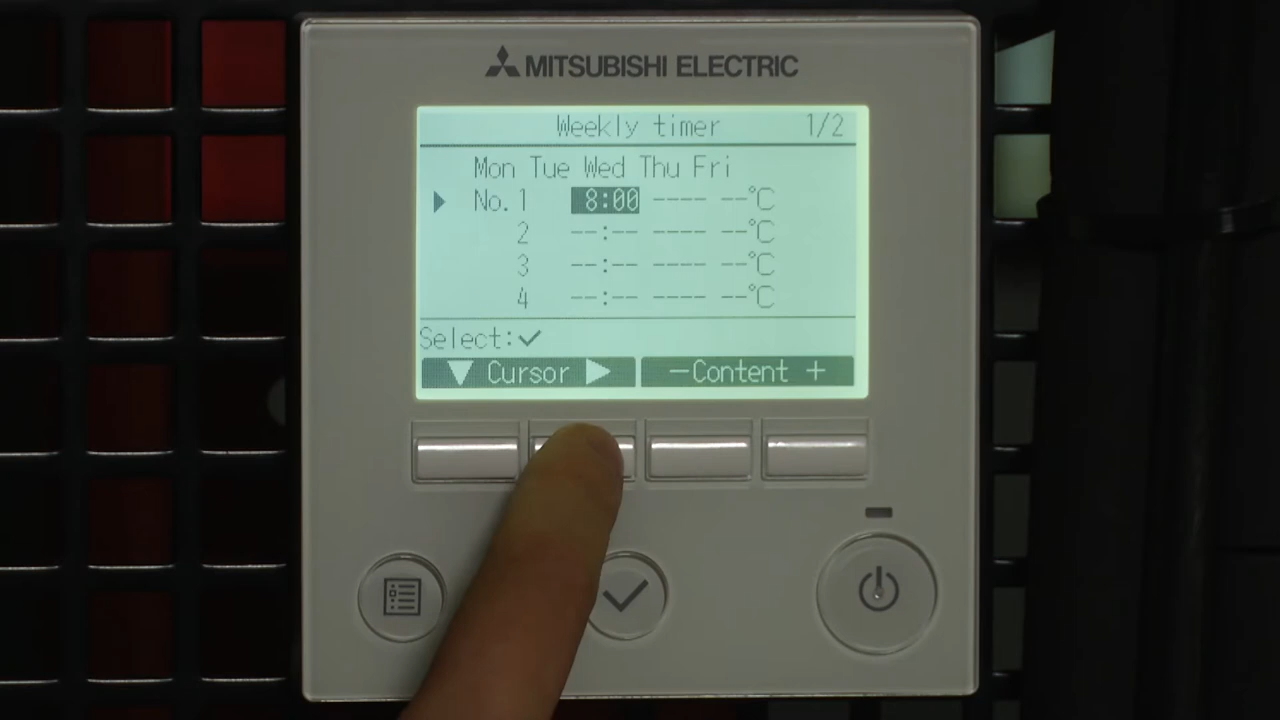 MITSUBISHI ELECTRIC
Weekly timer 1/2
Mon Tue Wed Thu Fri
No. 1 8:00 ---- --°C
2 --:-- ---- --°C
3 --:-- ---- --°C
4 --:-- ---- --°C
Select:✓
▼ Cursor ▶ −Content +